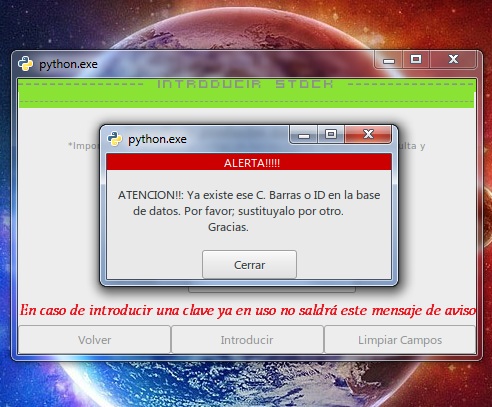 python.exe
INTRODUCIR STOCK
python.exe
ALERTA!!!!!
ATENCION!!: Ya existe ese C. Barras o ID en la base
de datos. Por favor; sustituyalo por otro.
Gracias.
Cerrar
En caso de introducir una clave ya en uso no saldrá este mensaje de aviso
Volver
Introducir
Limpiar Campos